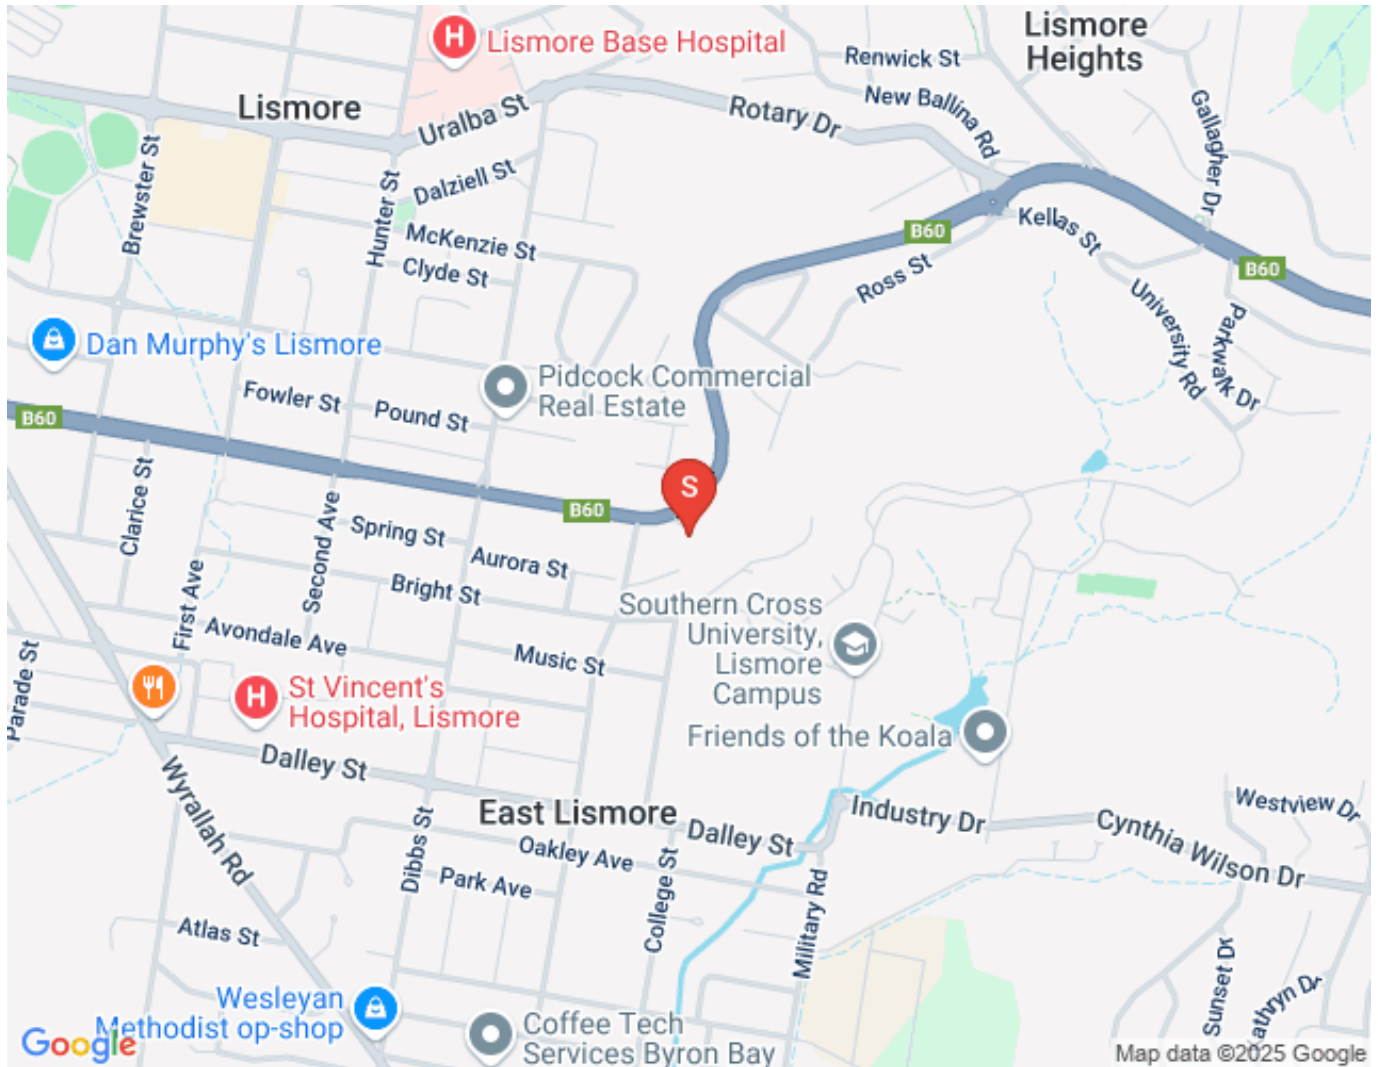 Lismore
Heights
Lismore Base Hospital
Renwick St
New Ballina Rd
Gallagher Dr
Lismore
Uralba St
Rotary Dr
Brewster St
Hunter St
Dalziell St
McKenzie St
Clyde St
B60
Kellas St
Ross St
B60
University Rd
Parkwalk Dr
Dan Murphy's Lismore
Pidcock Commercial
Real Estate
Fowler St
Pound St
B60
S
B60
Clarice St
Second Ave
Spring St
Aurora St
Bright St
First Ave
Avondale Ave
Music St
Southern Cross
University,
Lismore
Campus
Parade St
St Vincent's
Hospital, Lismore
Friends of the Koala
Dalley St
Wyrallah Rd
East Lismore
Dalley St
Industry Dr
Westview Dr
Cynthia Wilson Dr
Dibbs St
Oakley Ave
Park Ave
College St
Military Rd
Atlas St
Sunset Dr
Kathryn Dr
Wesleyan
Methodist op-shop
Coffee Tech
Services Byron Bay
Google
Map data ©2025 Google